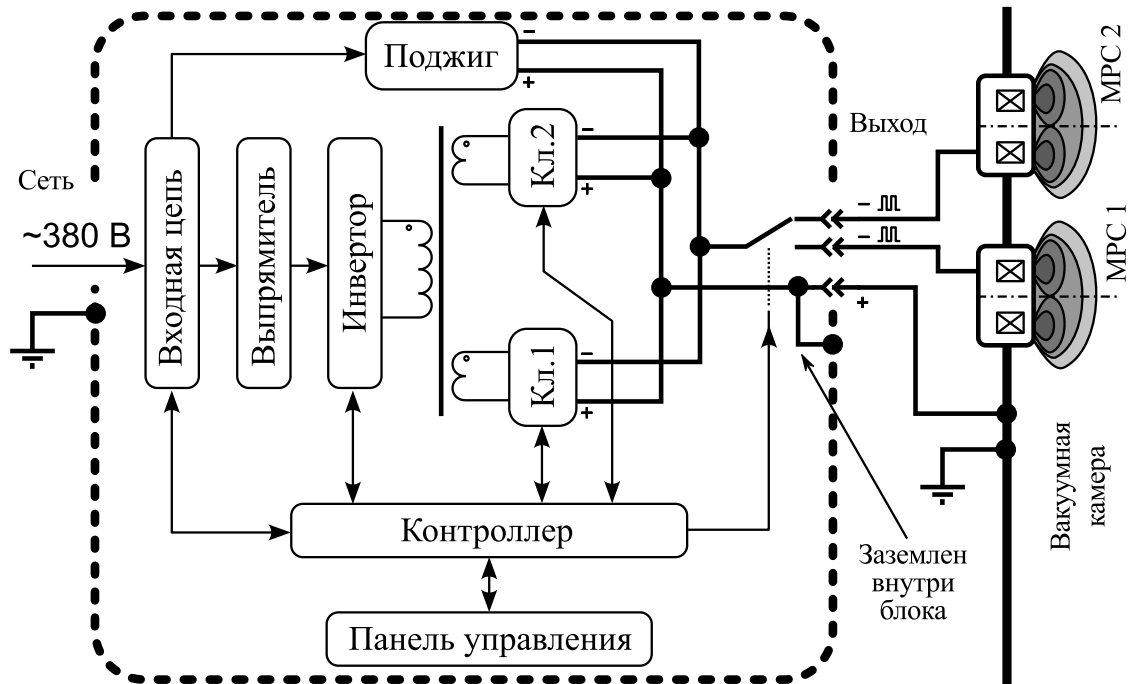 Поджиг
–
+
Сеть
~380 В
Входная цепь
Выпрямитель
Инвертор
Кл.2
–
+
Кл.1
–
+
Контроллер
Панель управления
Выход
–
–
+
Заземлен
внутри
блока
МРС 2
МРС 1
Вакуумная
камера